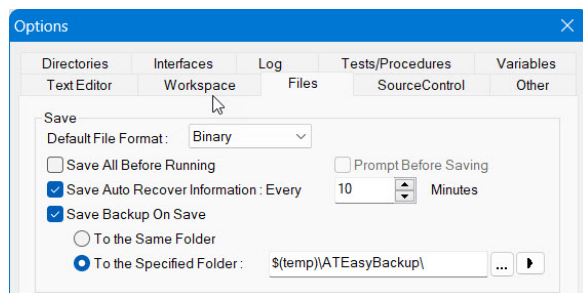 Options
Directories Interfaces Log Tests/Procedures Variables
Text Editor Workspace Files SourceControl Other
Save
Default File Format : Binary
Save All Before Running Prompt Before Saving
Save Auto Recover Information : Every 10 Minutes
Save Backup On Save
To the Same Folder
To the Specified Folder : $(temp)\ATEasyBackup\ ...